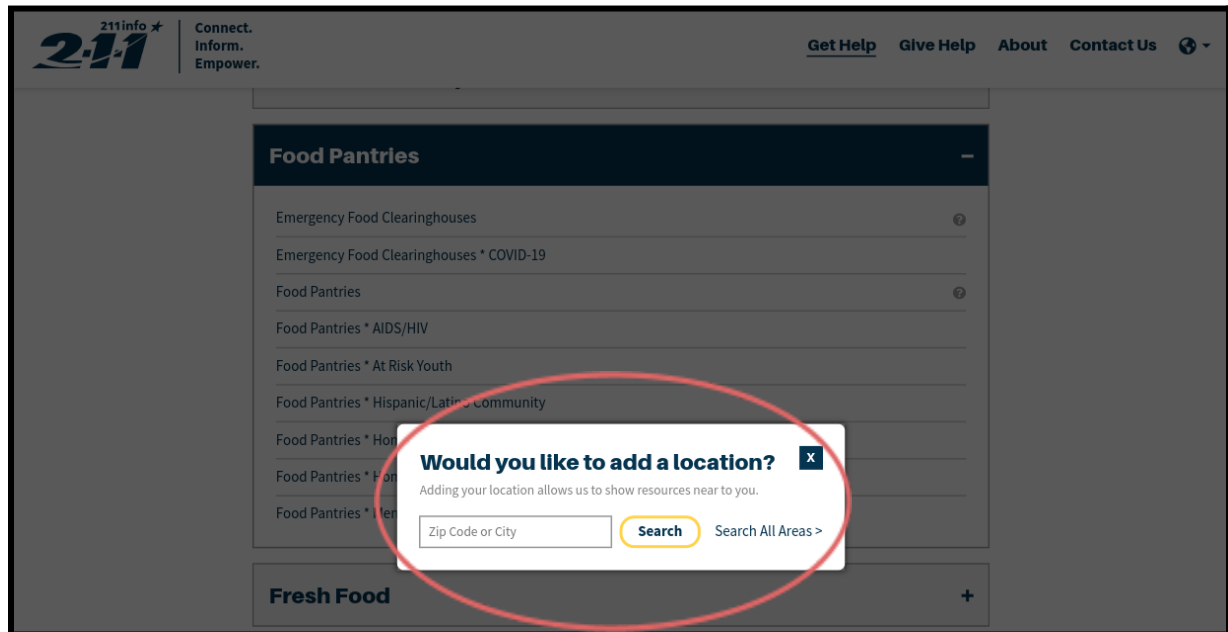 211info
2-1-1
Connect.
Inform.
Empower.
Get Help
Give Help
About
Contact Us
Food Pantries
Emergency Food Clearinghouses
Emergency Food Clearinghouses * COVID-19
Food Pantries
Food Pantries * AIDS/HIV
Food Pantries * At Risk Youth
Food Pantries * Hispanic/Latino Community
Food Pantries *
Food Pantries *
Food Pantries *
Would you like to add a location?
X
Adding your location allows us to show resources near to you.
Zip Code or City
Search
Search All Areas >
Fresh Food